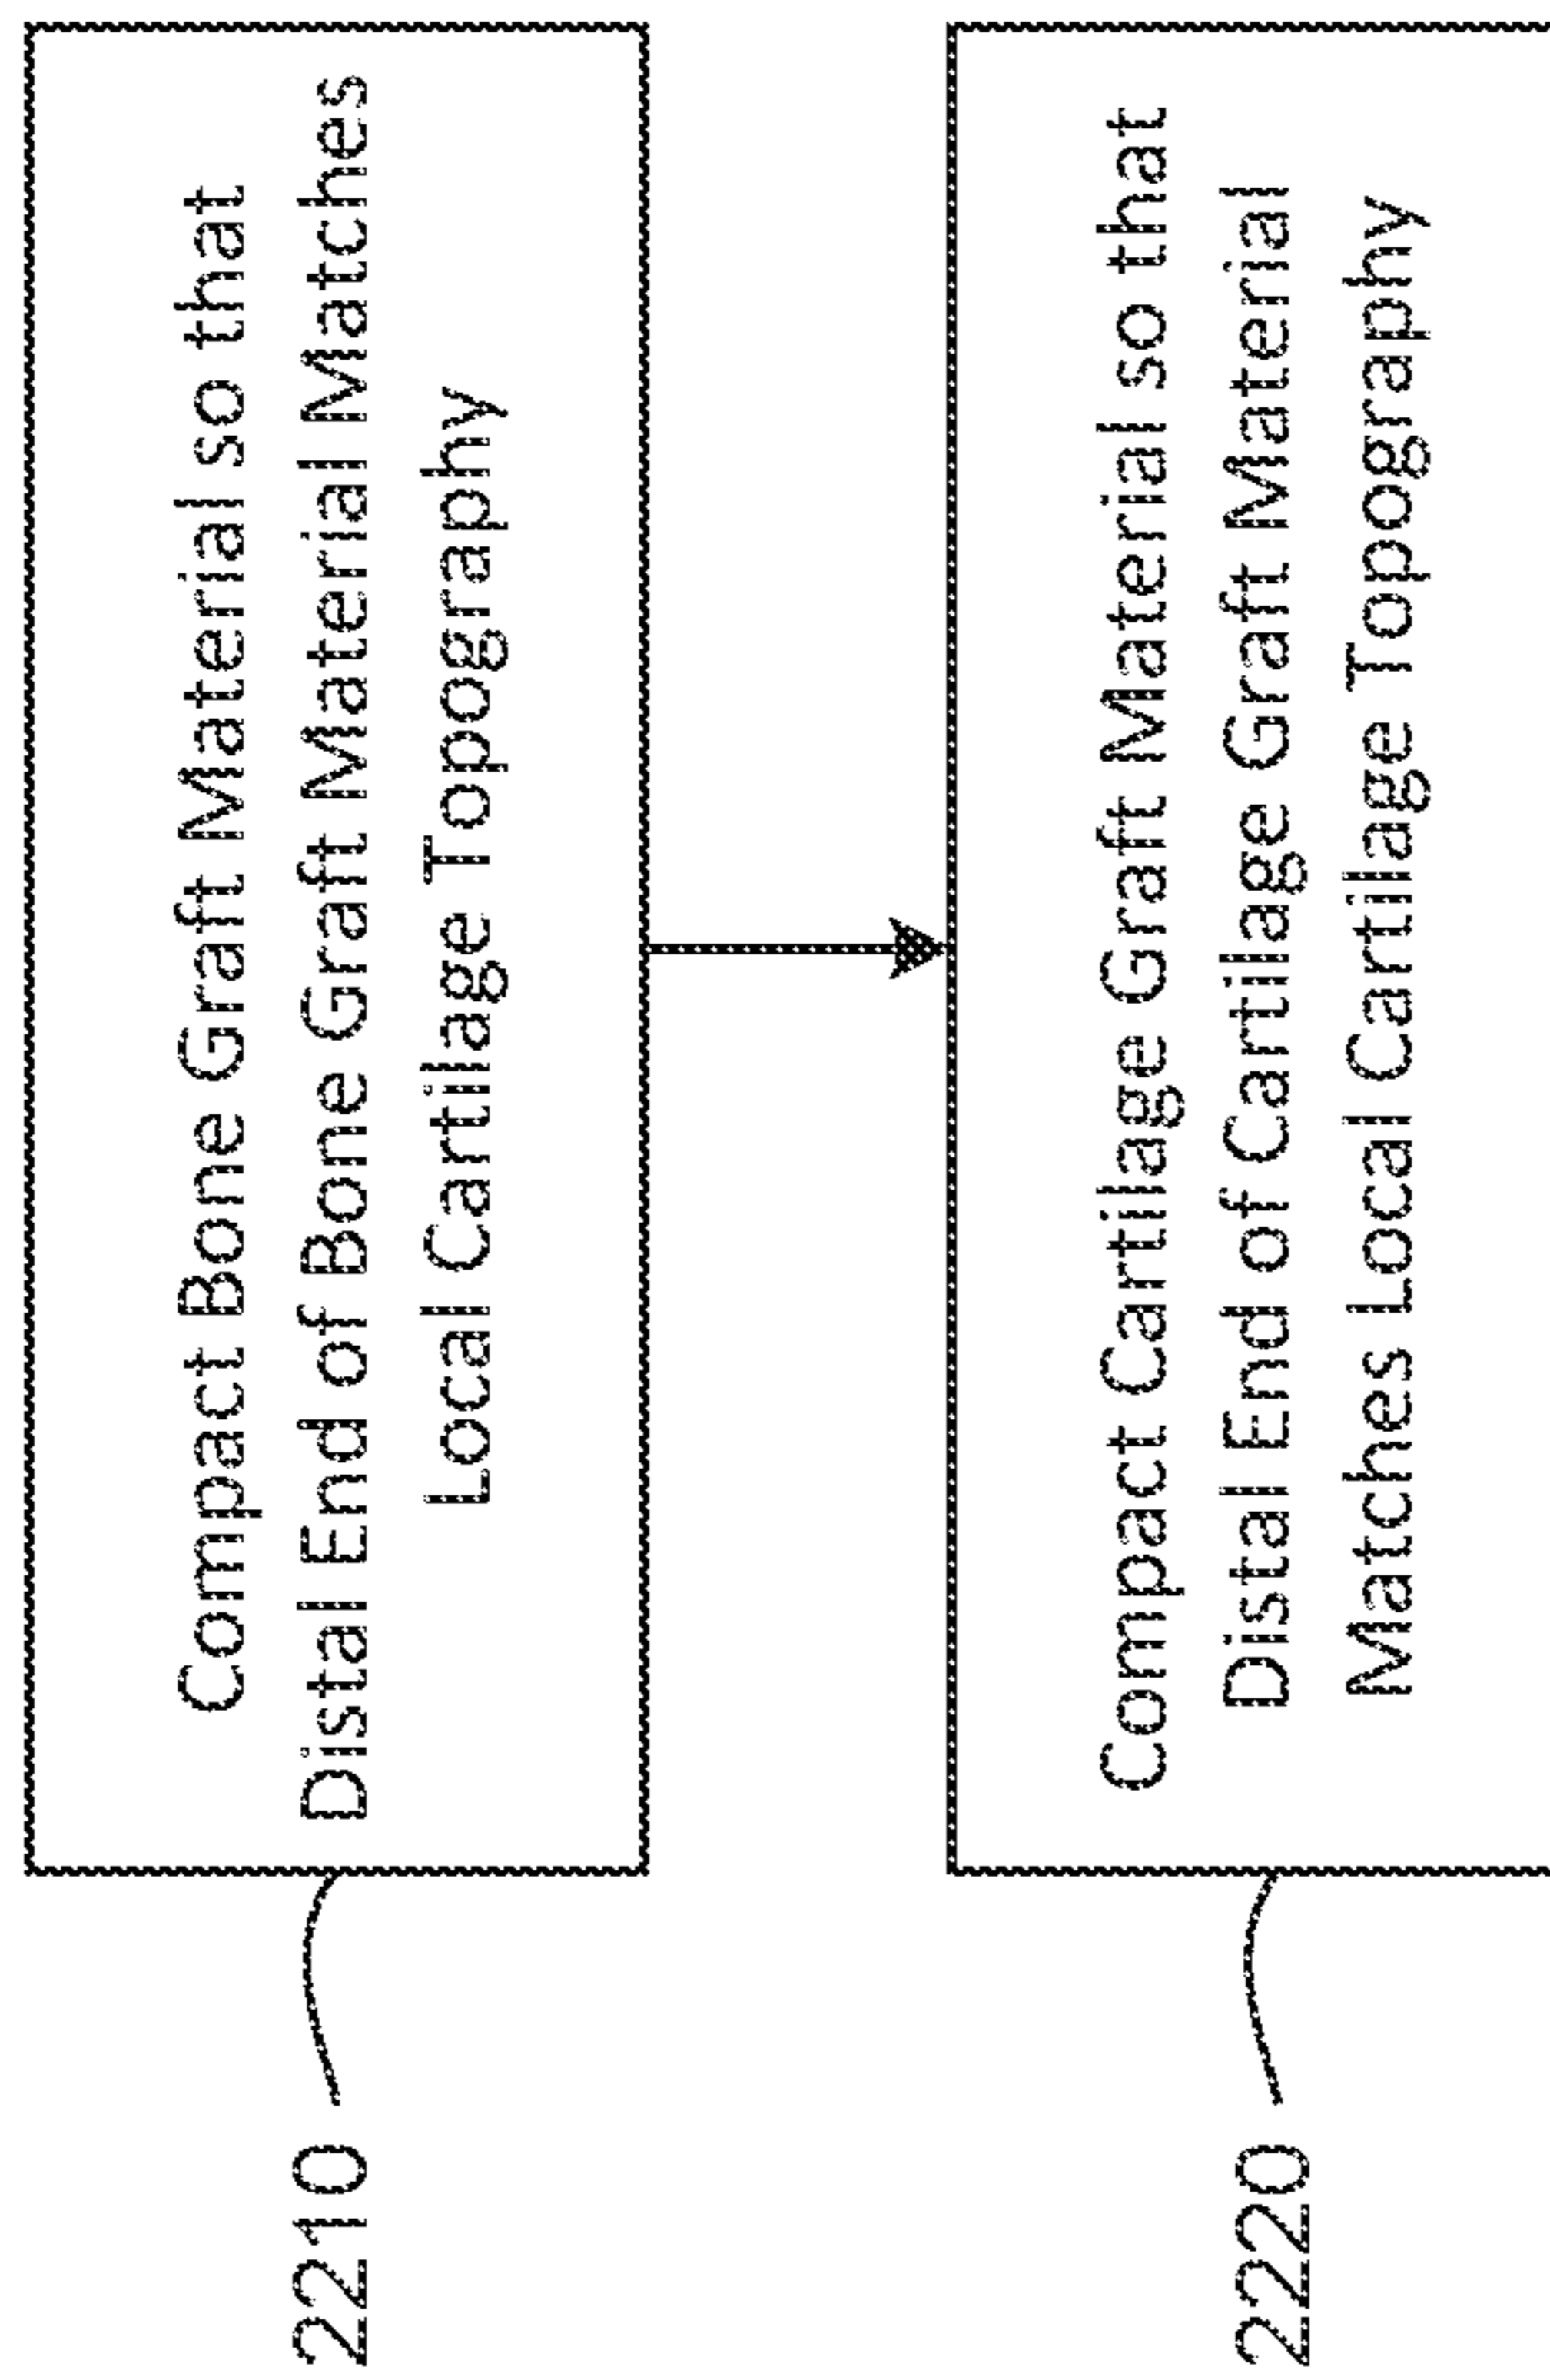 2210
Compact Bone Graft Material so that
Distal End of Bone Graft Material Matches
Local Cartilage Topography
2220
Compact Cartilage Graft Material so that
Distal End of Cartilage Graft Material
Matches Local Cartilage Topography